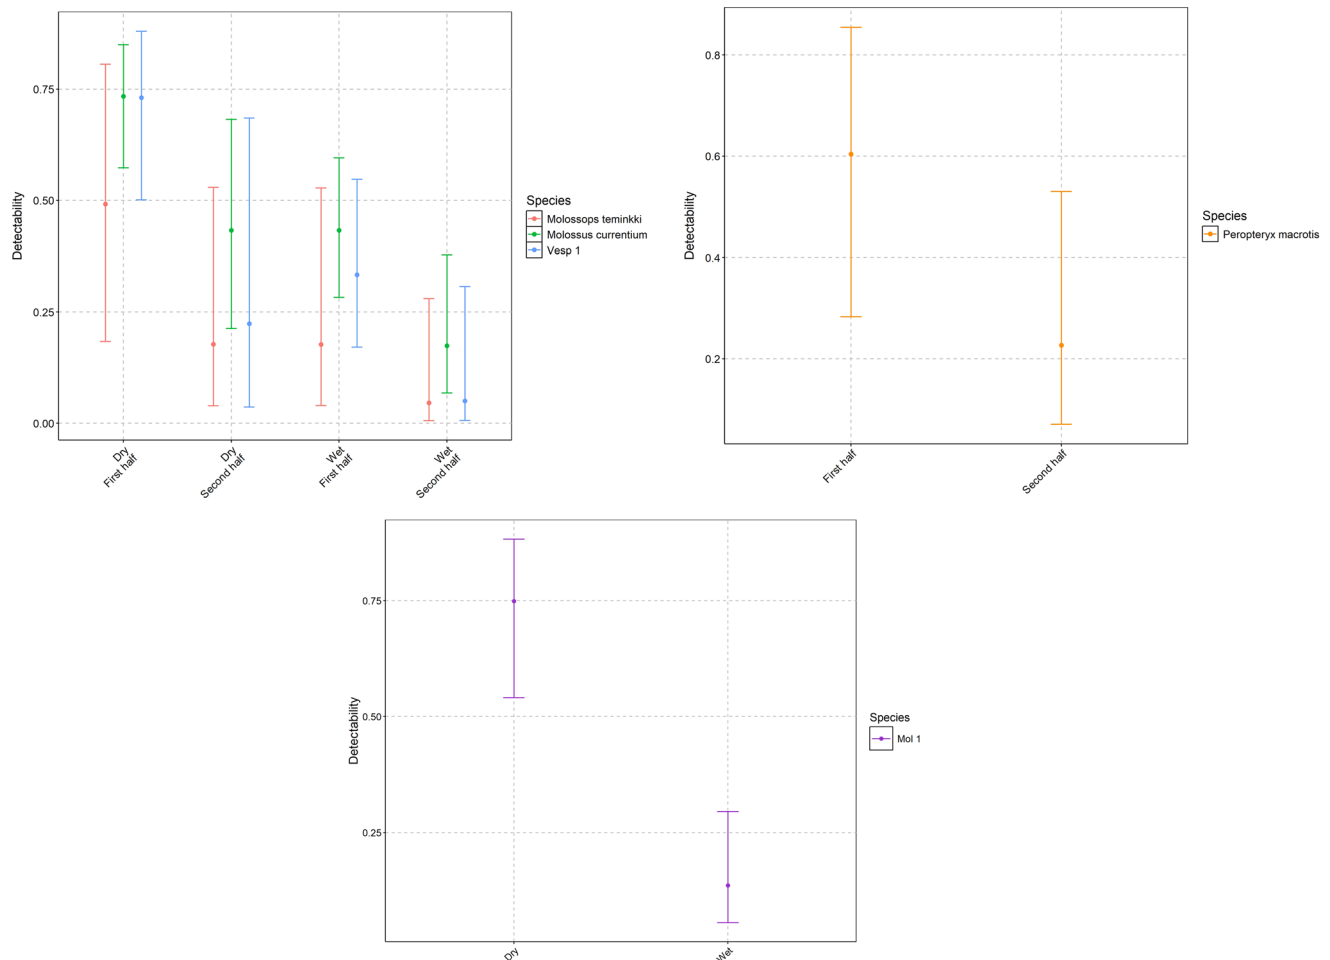 Detectability
0.75
0.50
0.25
0.00
Dry
First half
Dry
Second half
Wet
First half
Wet
Second half
Species
Molossops teminkki
Molossus currentium
Vesp 1
Detectability
0.8
0.6
0.4
0.2
First half
Second half
Species
Peropteryx macrotis
Detectability
0.75
0.50
0.25
Dry
Wet
Species
Mol 1